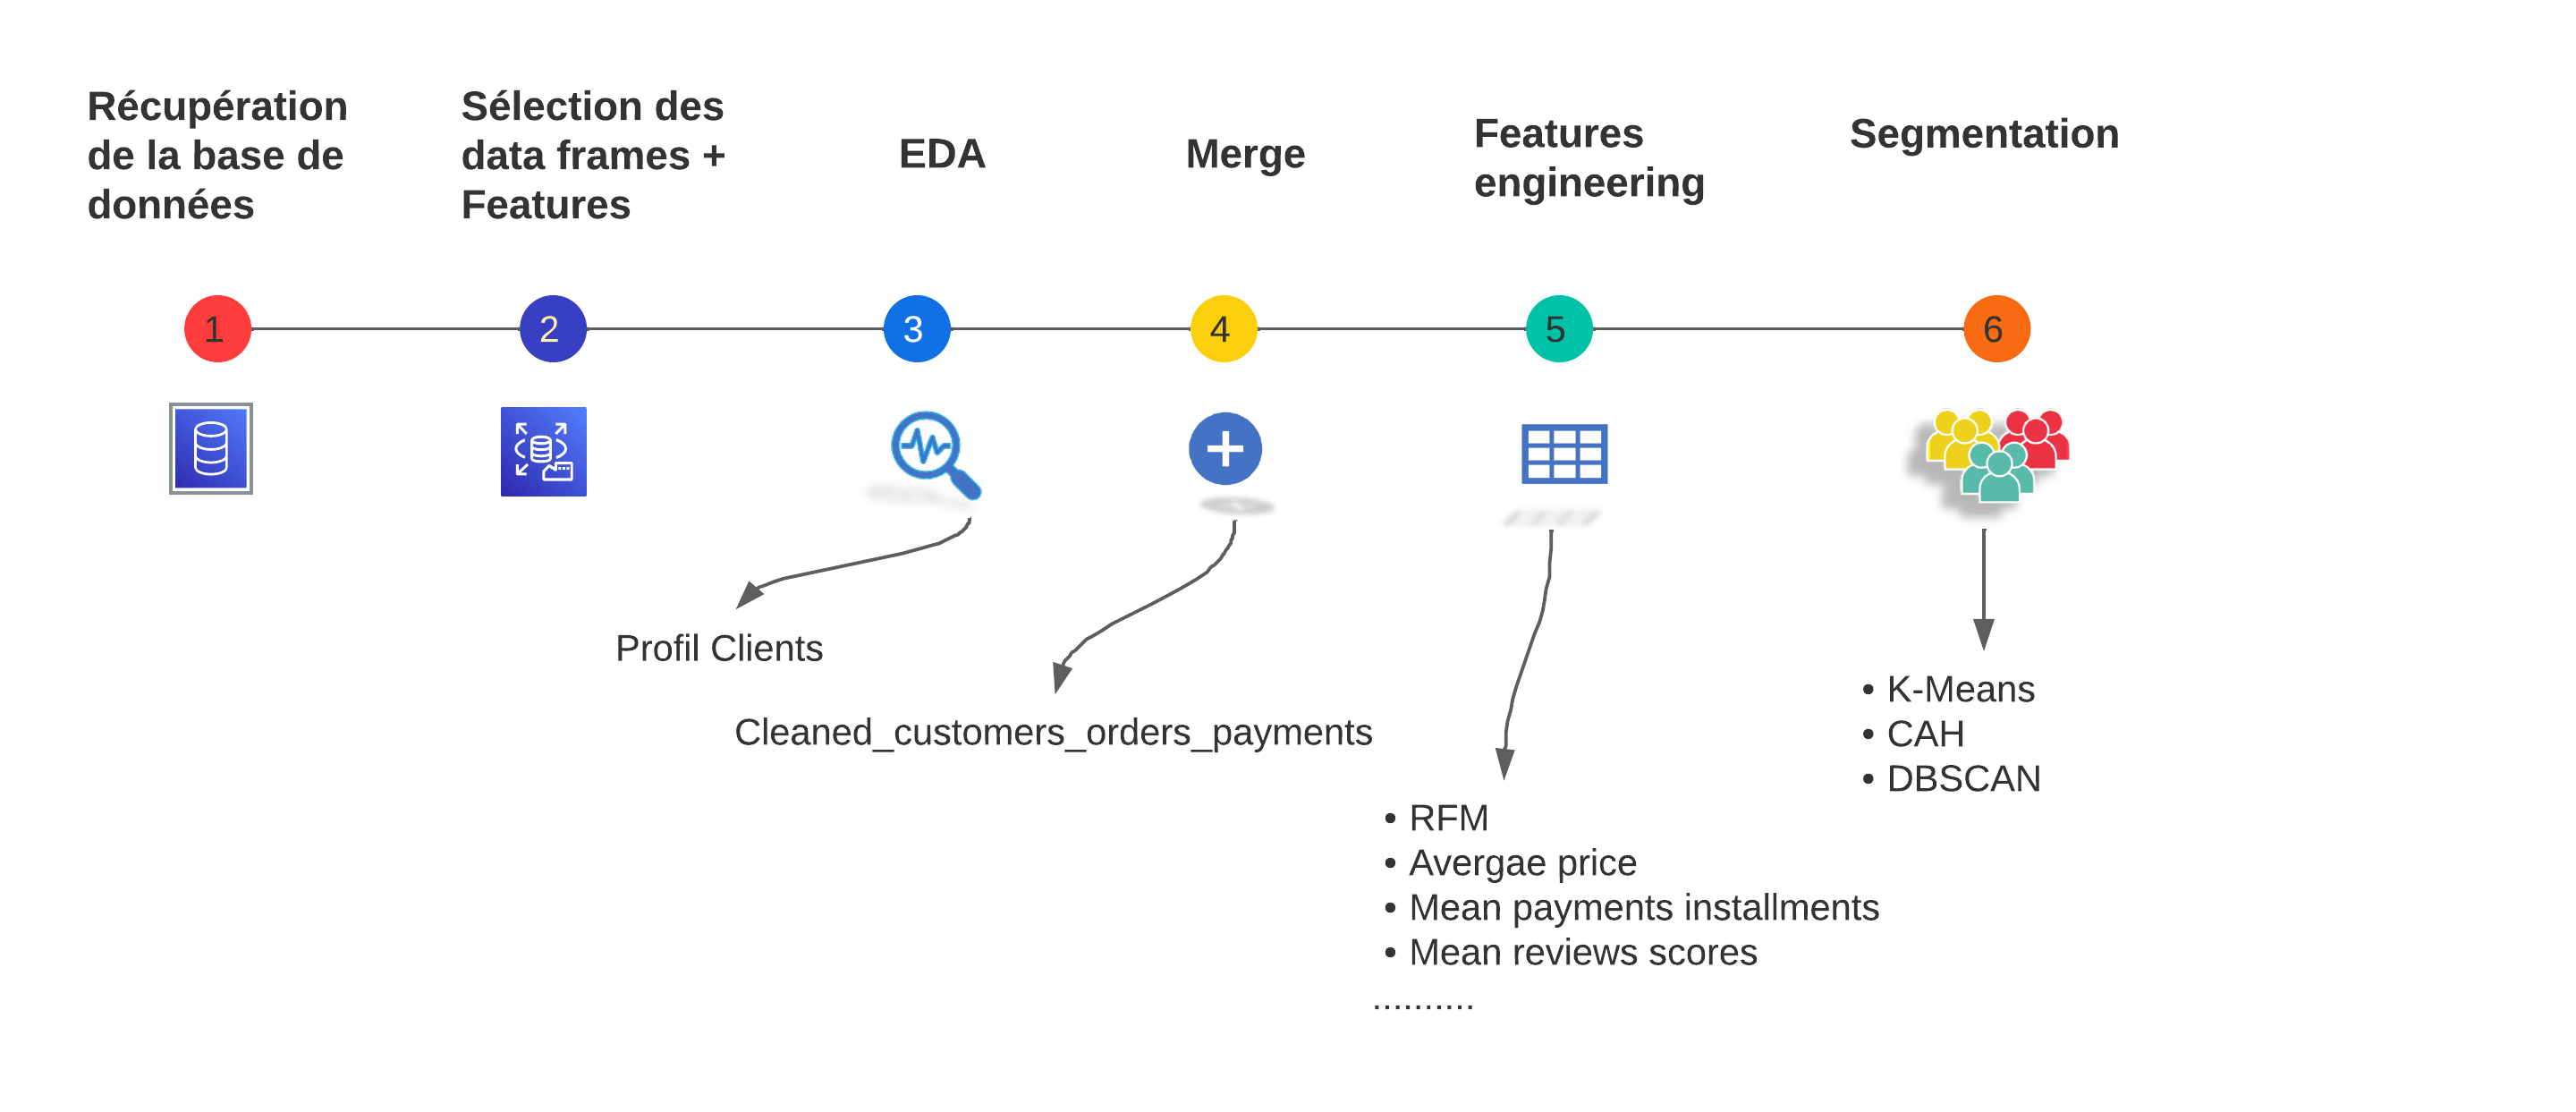 Récupération
de la base de
données
Sélection des
data frames +
Features
EDA
Merge
Features
engineering
Segmentation
1
2
3
4
5
6
Profil Clients
Cleaned_customers_orders_payments
• RFM
• Avergae price
• Mean payments installments
• Mean reviews scores
..........
• K-Means
• CAH
• DBSCAN